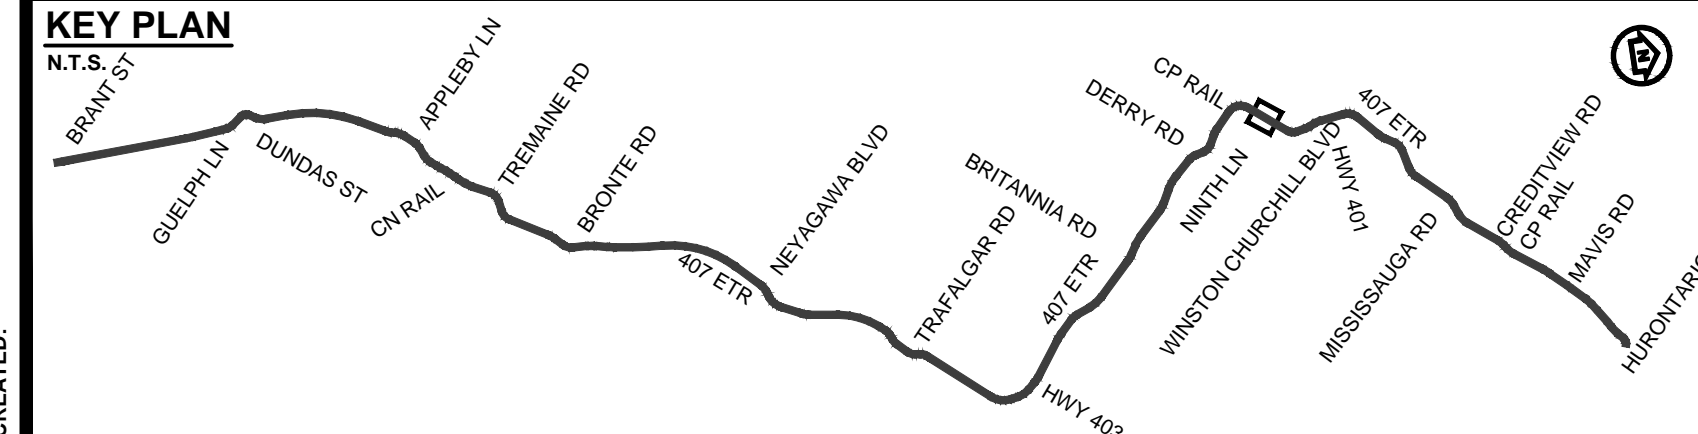 KEY PLAN
N.T.S.
BRANT ST
GUELPH LN
DUNDAS ST
CN RAIL
APPLEBY LN
TREMAINE RD
BRONTE RD
407 ETR
NEYAGAWA BLVD
TRAFALGAR RD
HWY 403
407 ETR
BRITANNIA RD
DERRY RD
CP RAIL
NINTH LN
WINSTON CHURCHILL BLVD
HWY 401
407 ETR
MISSISSAUGA RD
CREDITVIEW RD
CP RAIL
MAVIS RD
N